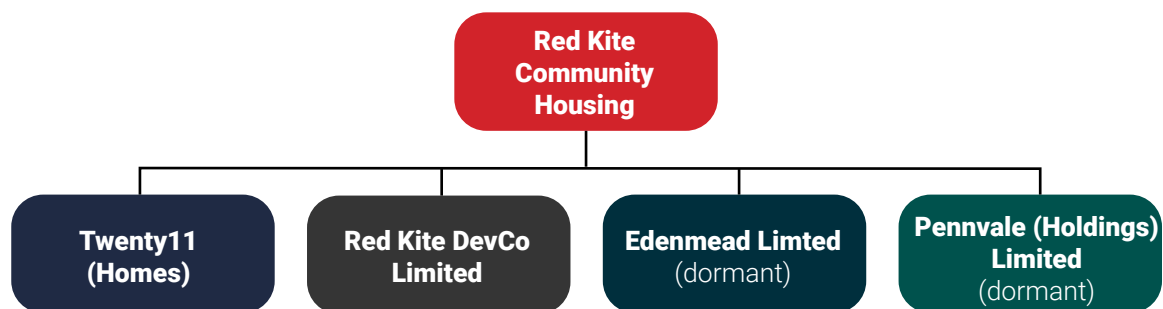 Red Kite
Community
Housing
Twenty11
(Homes)
Red Kite DevCo
Limited
Edenmead Limted
(dormant)
Pennvale (Holdings)
Limited
(dormant)